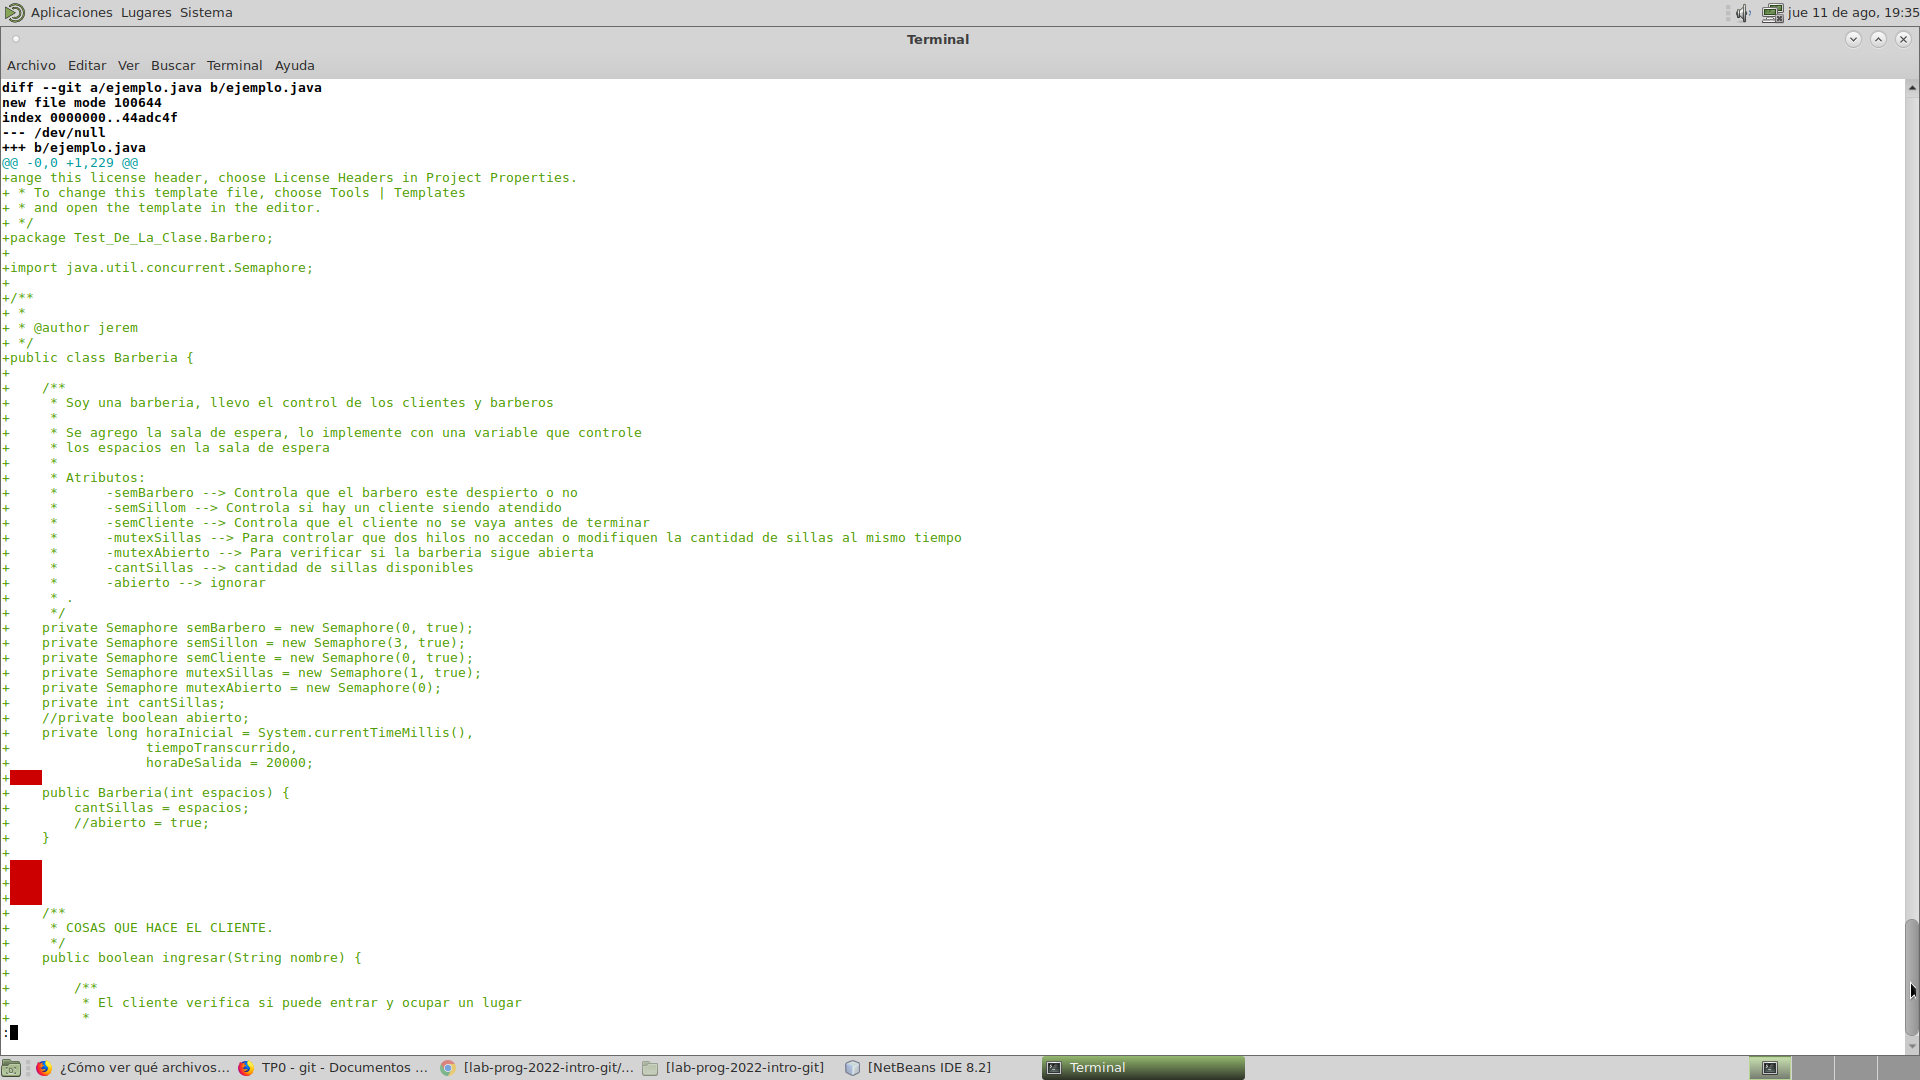 Aplicaciones Lugares Sistema
jue 11 de ago, 19:35
Terminal
Archivo Editar Ver Buscar Terminal Ayuda
diff --git a/ejemplo.java b/ejemplo.java
new file mode 100644
index 0000000..44adc4f
--- /dev/null
+++ b/ejemplo.java
@@ -0,0 +1,229 @@
+ange this license header, choose License Headers in Project Properties.
+ * To change this template file, choose Tools | Templates
+ * and open the template in the editor.
+ */
+package Test_De_La_Clase.Barbero;
+
+import java.util.concurrent.Semaphore;
+
+/**
+ *
+ * @author jerem
+ */
+public class Barberia {
+
+    /**
+     * Soy una barberia, llevo el control de los clientes y barberos
+     *
+     * Se agrego la sala de espera, lo implemente con una variable que controle
+     * los espacios en la sala de espera
+     *
+     * Atributos:
+     *      -semBarbero --> Controla que el barbero este despierto o no
+     *      -semSillom --> Controla si hay un cliente siendo atendido
+     *      -semCliente --> Controla que el cliente no se vaya antes de terminar
+     *      -mutexSillas --> Para controlar que dos hilos no accedan o modifiquen la cantidad de sillas al mismo tiempo
+     *      -mutexAbierto --> Para verificar si la barberia sigue abierta
+     *      -cantSillas --> cantidad de sillas disponibles
+     *      -abierto --> ignorar
+     * .
+     */
+    private Semaphore semBarbero = new Semaphore(0, true);
+    private Semaphore semSillon = new Semaphore(3, true);
+    private Semaphore semCliente = new Semaphore(0, true);
+    private Semaphore mutexSillas = new Semaphore(1, true);
+    private Semaphore mutexAbierto = new Semaphore(0);
+    private int cantSillas;
+    //private boolean abierto;
+    private long horaInicial = System.currentTimeMillis(),
+                 tiempoTranscurrido,
+                 horaDeSalida = 20000;
+
+    public Barberia(int espacios) {
+        cantSillas = espacios;
+        //abierto = true;
+    }
+
+
+
+
+    /**
+     * COSAS QUE HACE EL CLIENTE.
+     */
+    public boolean ingresar(String nombre) {
+
+        /**
+         * El cliente verifica si puede entrar y ocupar un lugar
+         *
:
¿Cómo ver qué archivos... TP0 - git - Documentos ... [lab-prog-2022-intro-git/... [lab-prog-2022-intro-git] [NetBeans IDE 8.2] Terminal